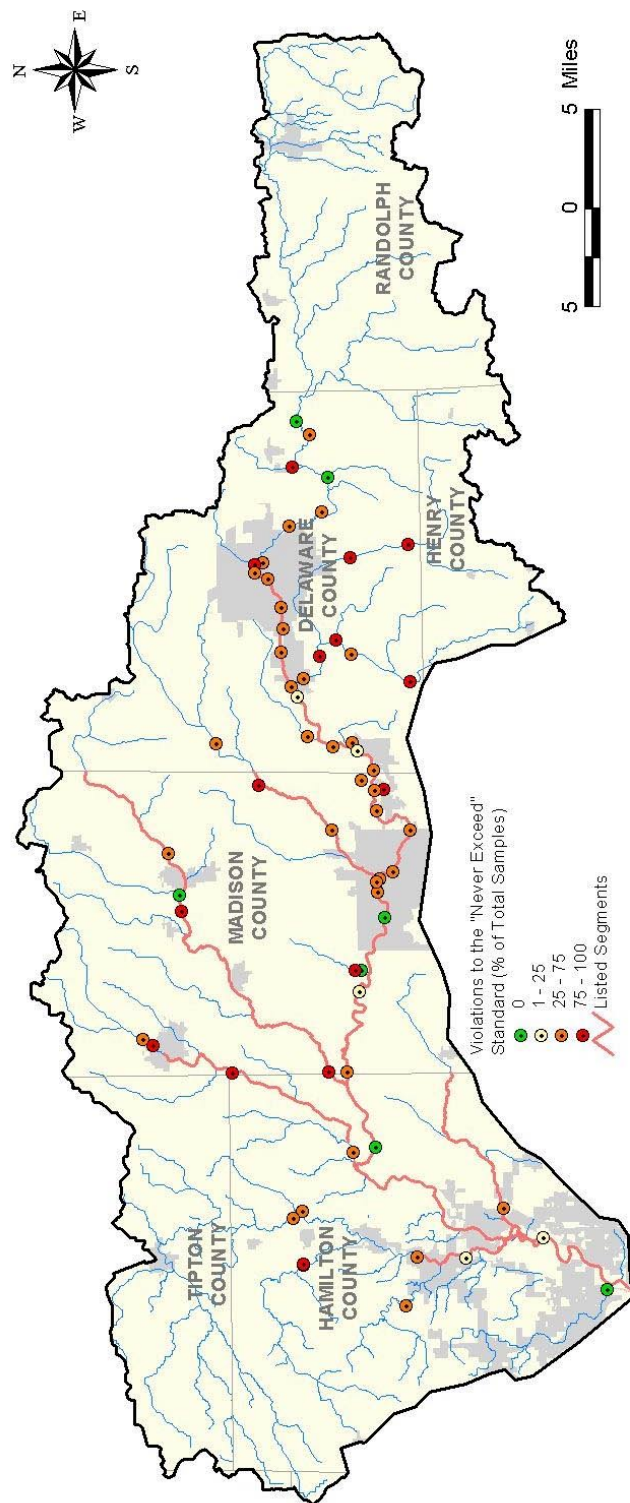 N
W
E
S
TIPTON
COUNTY
HAMILTON
COUNTY
MADISON
COUNTY
DELAWARE
COUNTY
HENRY
COUNTY
RANDOLPH
COUNTY
Violations to the "Never Exceed"
Standard (% of Total Samples)
0
1 - 25
25 - 75
75 - 100
Listed Segments
5 0 5 Miles